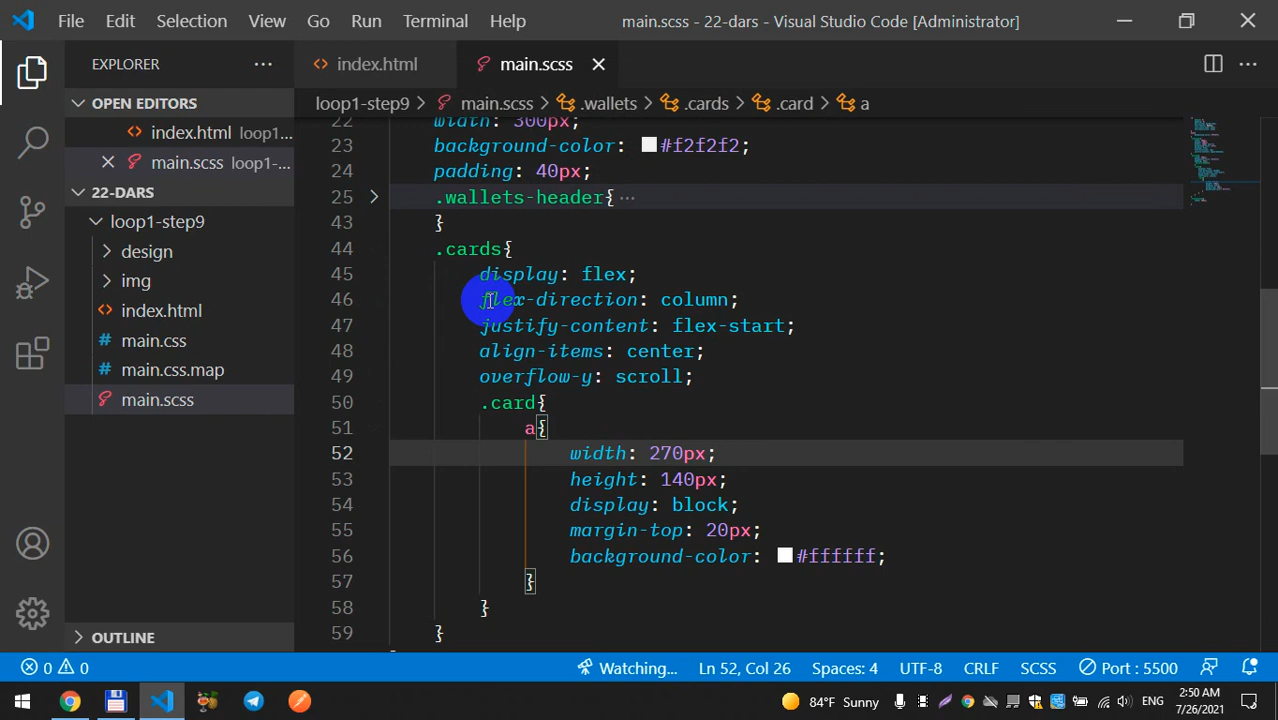 File Edit Selection View Go Run Terminal Help main.scss - 22-dars - Visual Studio Code [Administrator]
EXPLORER
index.html
main.scss
OPEN EDITORS
index.html loop1...
main.scss loop1-...
22-DARS
loop1-step9
design
img
index.html
main.css
main.css.map
main.scss
OUTLINE
loop1-step9 > main.scss > .wallets > .cards > .card > a
22 width: 300px;
23 background-color: #f2f2f2;
24 padding: 40px;
25 .wallets-header{ ...
43 }
44 .cards{
45 display: flex;
46 flex-direction: column;
47 justify-content: flex-start;
48 align-items: center;
49 overflow-y: scroll;
50 .card{
51 a{
52 width: 270px;
53 height: 140px;
54 display: block;
55 margin-top: 20px;
56 background-color: #ffffff;
57 }
58 }
59 }
0 0 Watching... Ln 52, Col 26 Spaces: 4 UTF-8 CRLF SCSS Port : 5500
84°F Sunny ENG 2:50 AM
7/26/2021